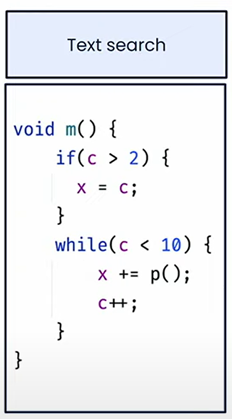 Text search
void m() {
    if(c > 2) {
      x = c;
    }
    while(c < 10) {
        x += p();
        c++;
    }
}